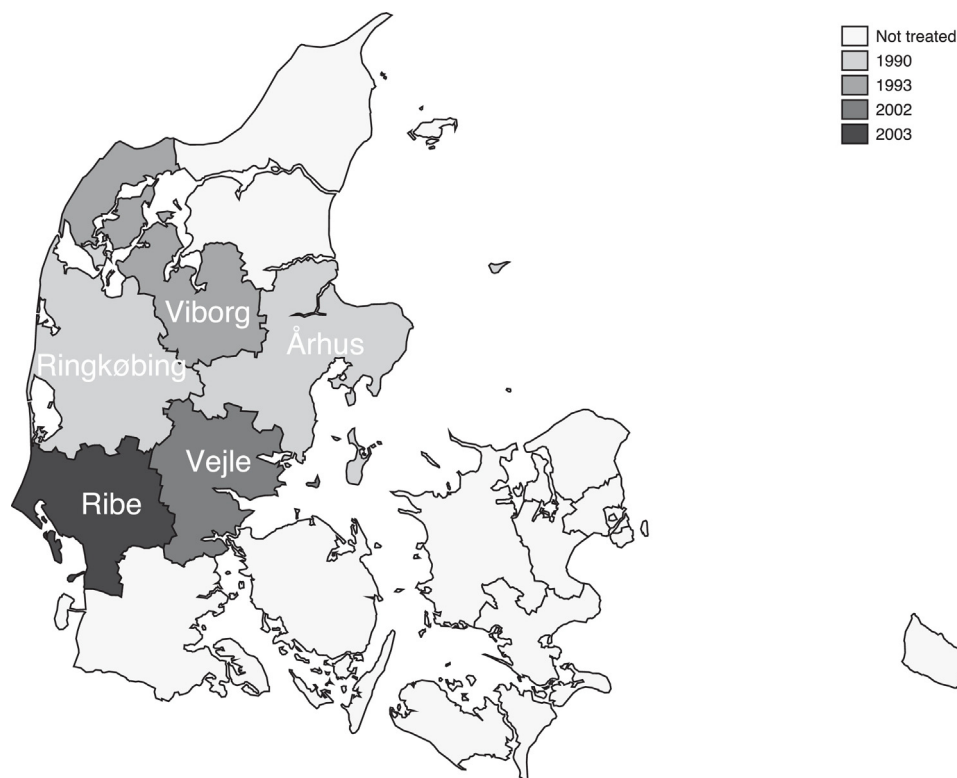 Not treated
1990
1993
2002
2003
Viborg
Århus
Ringkøbing
Vejle
Ribe